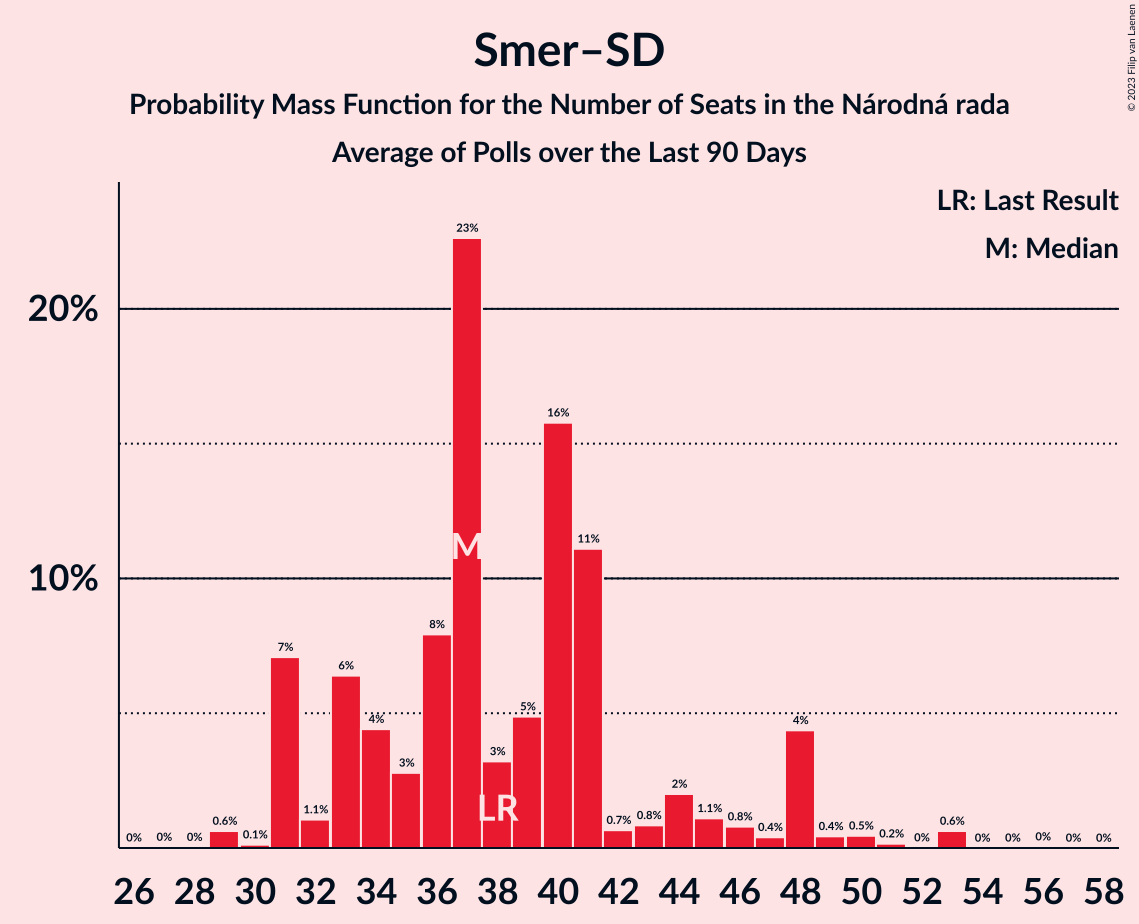 © 2023 Filip van Laenen
Smer–SD
Probability Mass Function for the Number of Seats in the Národná rada
Average of Polls over the Last 90 Days
LR: Last Result
M: Median
20%
10%
0% 0% 0% 0.6% 0.1% 7% 1.1% 6% 4% 3% 8% 23% 3% 5% 16% 11% 0.7% 0.8% 2% 1.1% 0.8% 0.4% 4% 0.4% 0.5% 0.2% 0% 0.6% 0% 0% 0% 0% 0%
M
LR
26 28 30 32 34 36 38 40 42 44 46 48 50 52 54 56 58